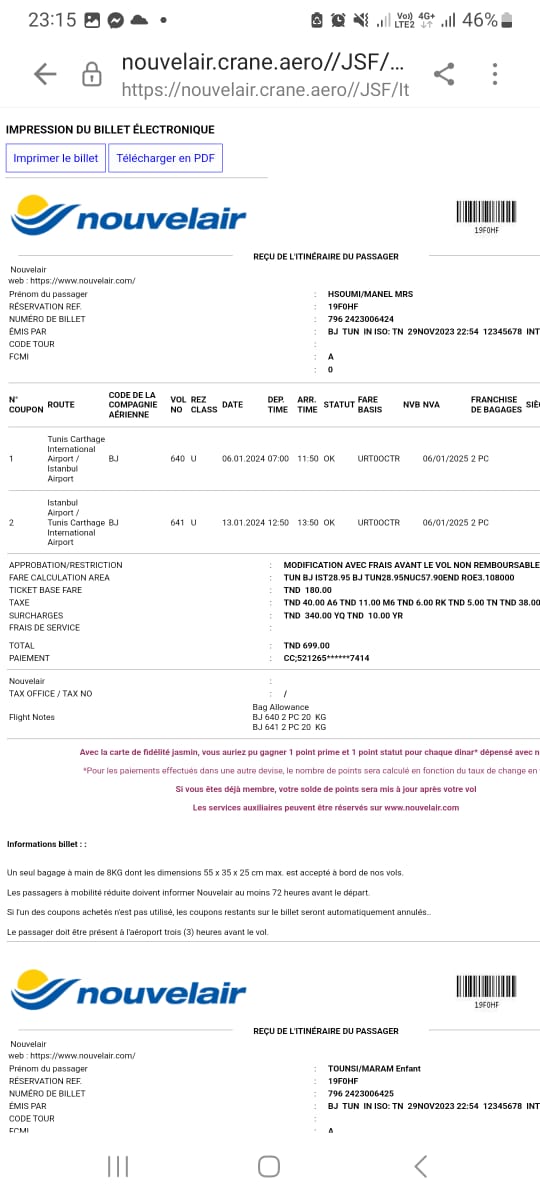 23:15
Vo)) 4G+ LTE2 46%
nouvelair.crane.aero//JSF/...
https://nouvelair.crane.aero//JSF/It
IMPRESSION DU BILLET ÉLECTRONIQUE
Imprimer le billet Télécharger en PDF
nouvelair
19F0HF
REÇU DE L'ITINÉRAIRE DU PASSAGER
Nouvelair
web : https://www.nouvelair.com/
Prénom du passager : HSOUMI/MANEL MRS
RÉSERVATION REF. : 19F0HF
NUMÉRO DE BILLET : 796 2423006424
ÉMIS PAR : BJ TUN IN ISO: TN 29NOV2023 22:54 12345678 INT
CODE TOUR :
FCMI : A
: 0
N° COUPON ROUTE CODE DE LA COMPAGNIE AÉRIENNE VOL NO REZ CLASS DATE DEP. TIME ARR. TIME STATUT FARE BASIS NVB NVA FRANCHISE DE BAGAGES SIÈG
1 Tunis Carthage International Airport / Istanbul Airport BJ 640 U 06.01.2024 07:00 11:50 OK URTOOCTR 06/01/2025 2 PC
2 Istanbul Airport / Tunis Carthage International Airport BJ 641 U 13.01.2024 12:50 13:50 OK URTOOCTR 06/01/2025 2 PC
APPROBATION/RESTRICTION : MODIFICATION AVEC FRAIS AVANT LE VOL NON REMBOURSABLE
FARE CALCULATION AREA : TUN BJ IST28.95 BJ TUN28.95NUC57.90END ROE3.108000
TICKET BASE FARE : TND 180.00
TAXE : TND 40.00 A6 TND 11.00 M6 TND 6.00 RK TND 5.00 TN TND 38.00
SURCHARGES : TND 340.00 YQ TND 10.00 YR
FRAIS DE SERVICE :
TOTAL : TND 699.00
PAIEMENT : CC;521265******7414
Nouvelair :
TAX OFFICE / TAX NO : /
Flight Notes Bag Allowance
BJ 640 2 PC 20 KG
BJ 641 2 PC 20 KG
Avec la carte de fidélité jasmin, vous auriez pu gagner 1 point prime et 1 point statut pour chaque dinar* dépensé avec n
*Pour les paiements effectués dans une autre devise, le nombre de points sera calculé en fonction du taux de change en
Si vous êtes déjà membre, votre solde de points sera mis à jour après votre vol
Les services auxiliaires peuvent être réservés sur www.nouvelair.com
Informations billet : :
Un seul bagage à main de 8KG dont les dimensions 55 x 35 x 25 cm max. est accepté à bord de nos vols.
Les passagers à mobilité réduite doivent informer Nouvelair au moins 72 heures avant le départ.
Si l'un des coupons achetés n'est pas utilisé, les coupons restants sur le billet seront automatiquement annulés..
Le passager doit être présent à l'aéroport trois (3) heures avant le vol.
nouvelair
19F0HF
REÇU DE L'ITINÉRAIRE DU PASSAGER
Nouvelair
web : https://www.nouvelair.com/
Prénom du passager : TOUNSI/MARAM Enfant
RÉSERVATION REF. : 19F0HF
NUMÉRO DE BILLET : 796 2423006425
ÉMIS PAR : BJ TUN IN ISO: TN 29NOV2023 22:54 12345678 INT
CODE TOUR :
FCMI : A